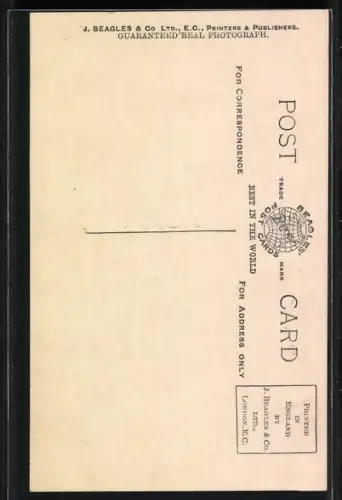 J. BEAGLES & CO LTD., E.C., PRINTERS & PUBLISHERS.
GUARANTEED REAL PHOTOGRAPH.
POST CARD
TRADE MARK
BEAGLES'
POST CARDS
BEST IN THE WORLD
FOR CORRESPONDENCE
FOR ADDRESS ONLY
PRINTED
IN
ENGLAND
BY
J. BEAGLES & CO.
LTD.,
LONDON, E.C.